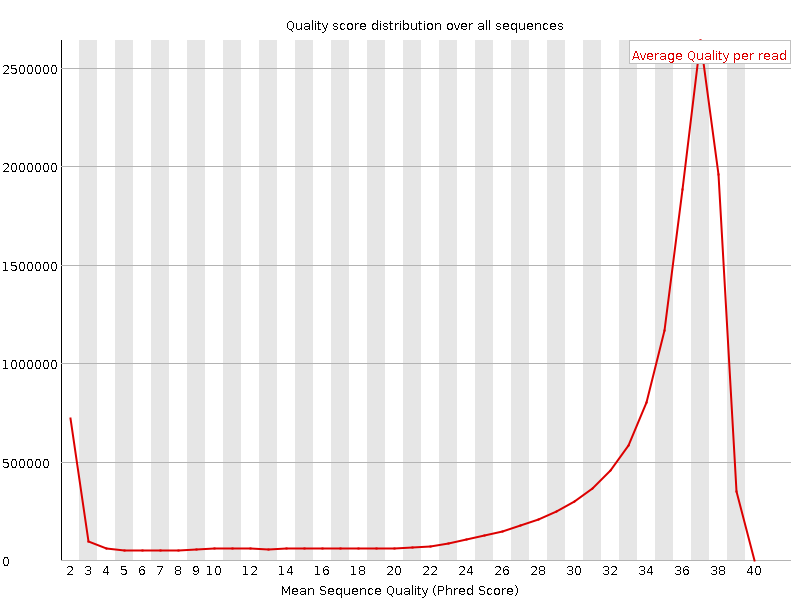 Quality score distribution over all sequences
Average Quality per read
2500000
2000000
1500000
1000000
500000
0
2 3 4 5 6 7 8 9 10 12 14 16 18 20 22 24 26 28 30 32 34 36 38 40
Mean Sequence Quality (Phred Score)